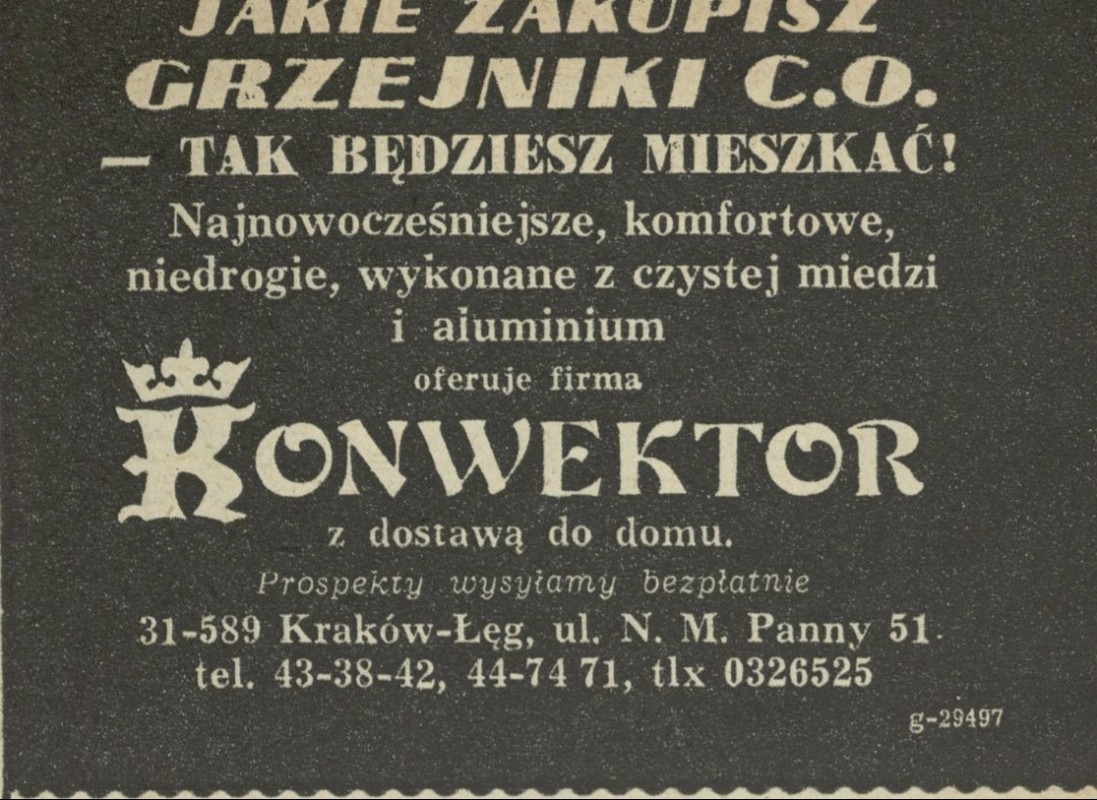 JAKIE ZAKUPISZ
GRZEJNIKI C.O.
— TAK BĘDZIESZ MIESZKAĆ!
Najnowocześniejsze, komfortowe,
niedrogie, wykonane z czystej miedzi
i aluminium
oferuje firma
KONWEKTOR
z dostawą do domu.
Prospekty wysyłamy bezpłatnie
31-589 Kraków-Łęg, ul. N. M. Panny 51
tel. 43-38-42, 44-74 71, tlx 0326525
g-29497